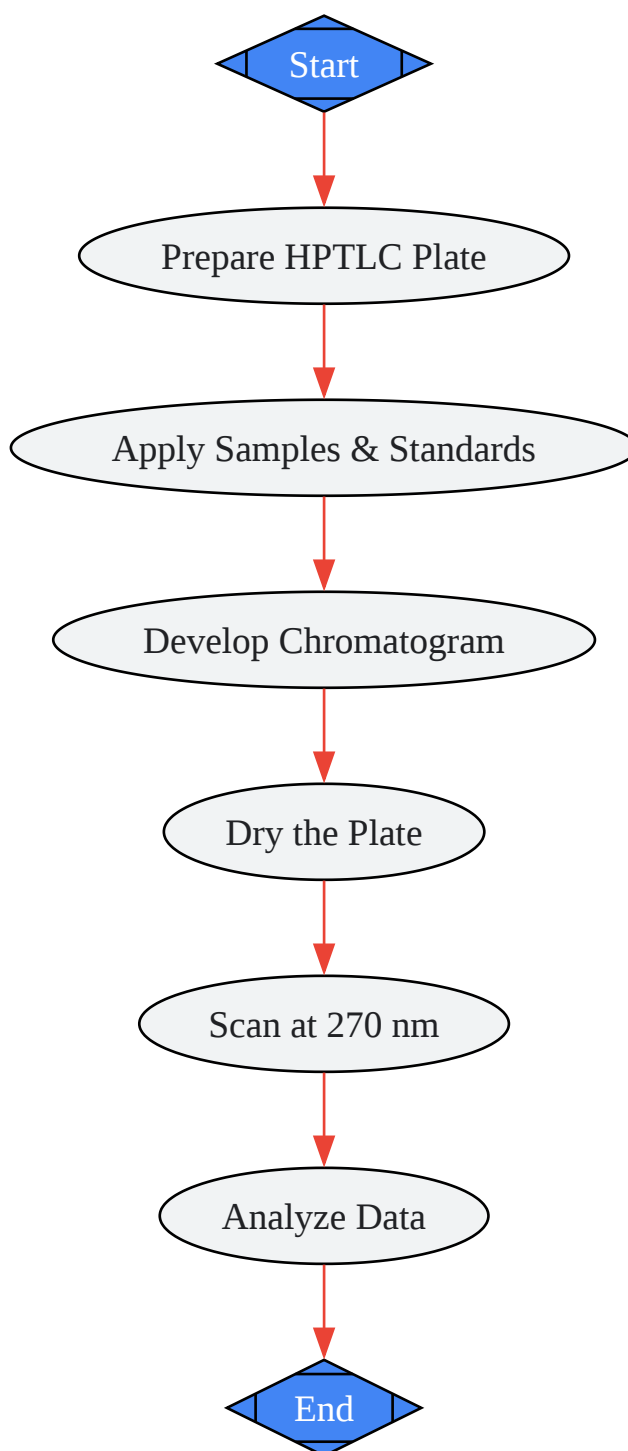 Start
Prepare HPTLC Plate
Apply Samples & Standards
Develop Chromatogram
Dry the Plate
Scan at 270 nm
Analyze Data
End